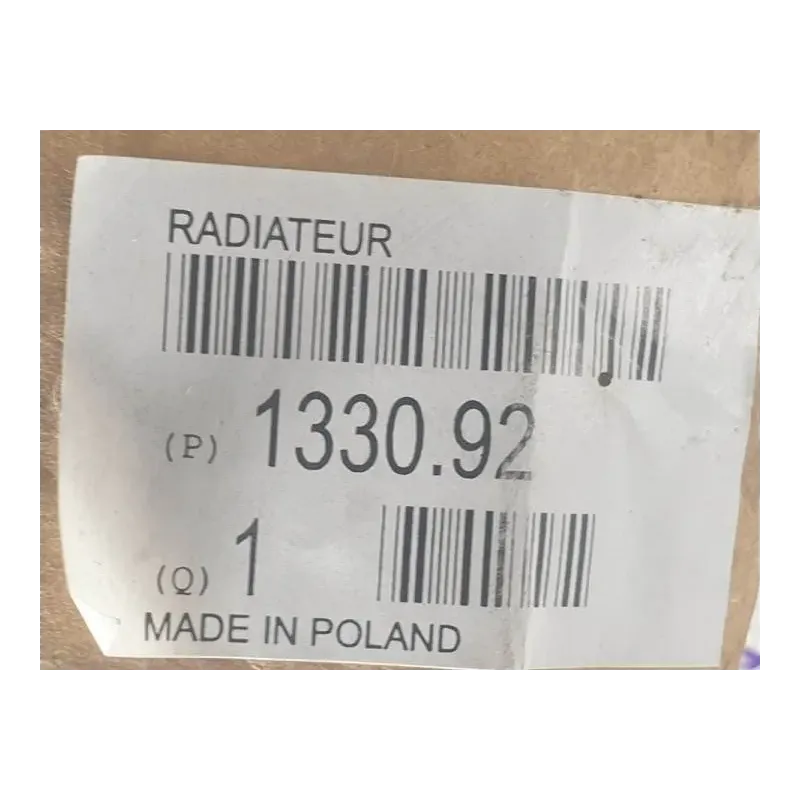 RADIATEUR
(P) 1330.92
(Q) 1
MADE IN POLAND